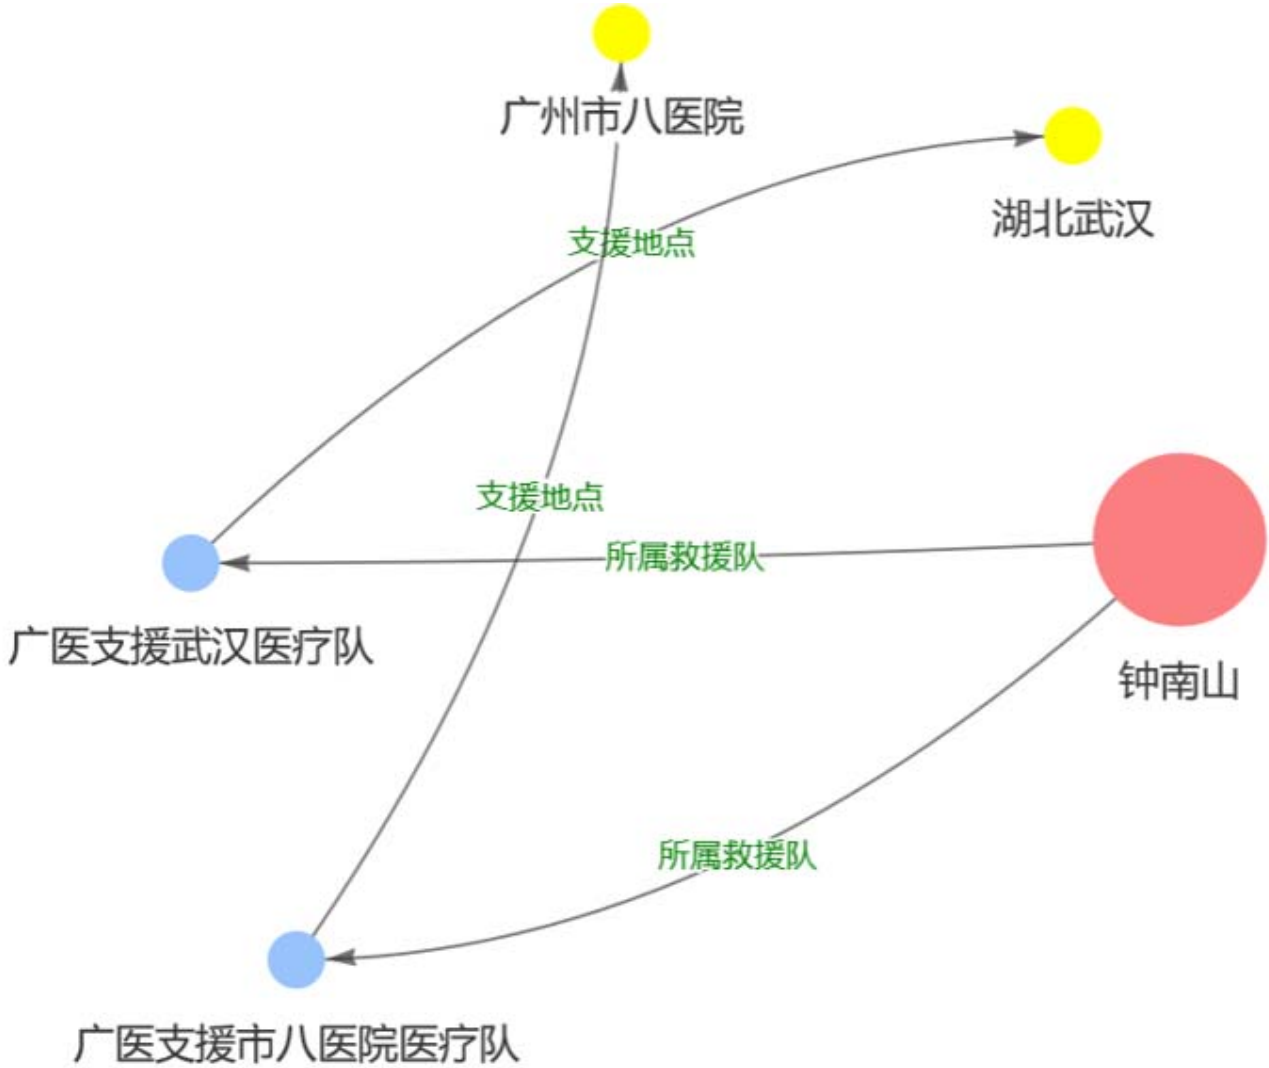 广州市八医院
湖北武汉
支援地点
支援地点
所属救援队
广医支援武汉医疗队
钟南山
所属救援队
广医支援市八医院医疗队